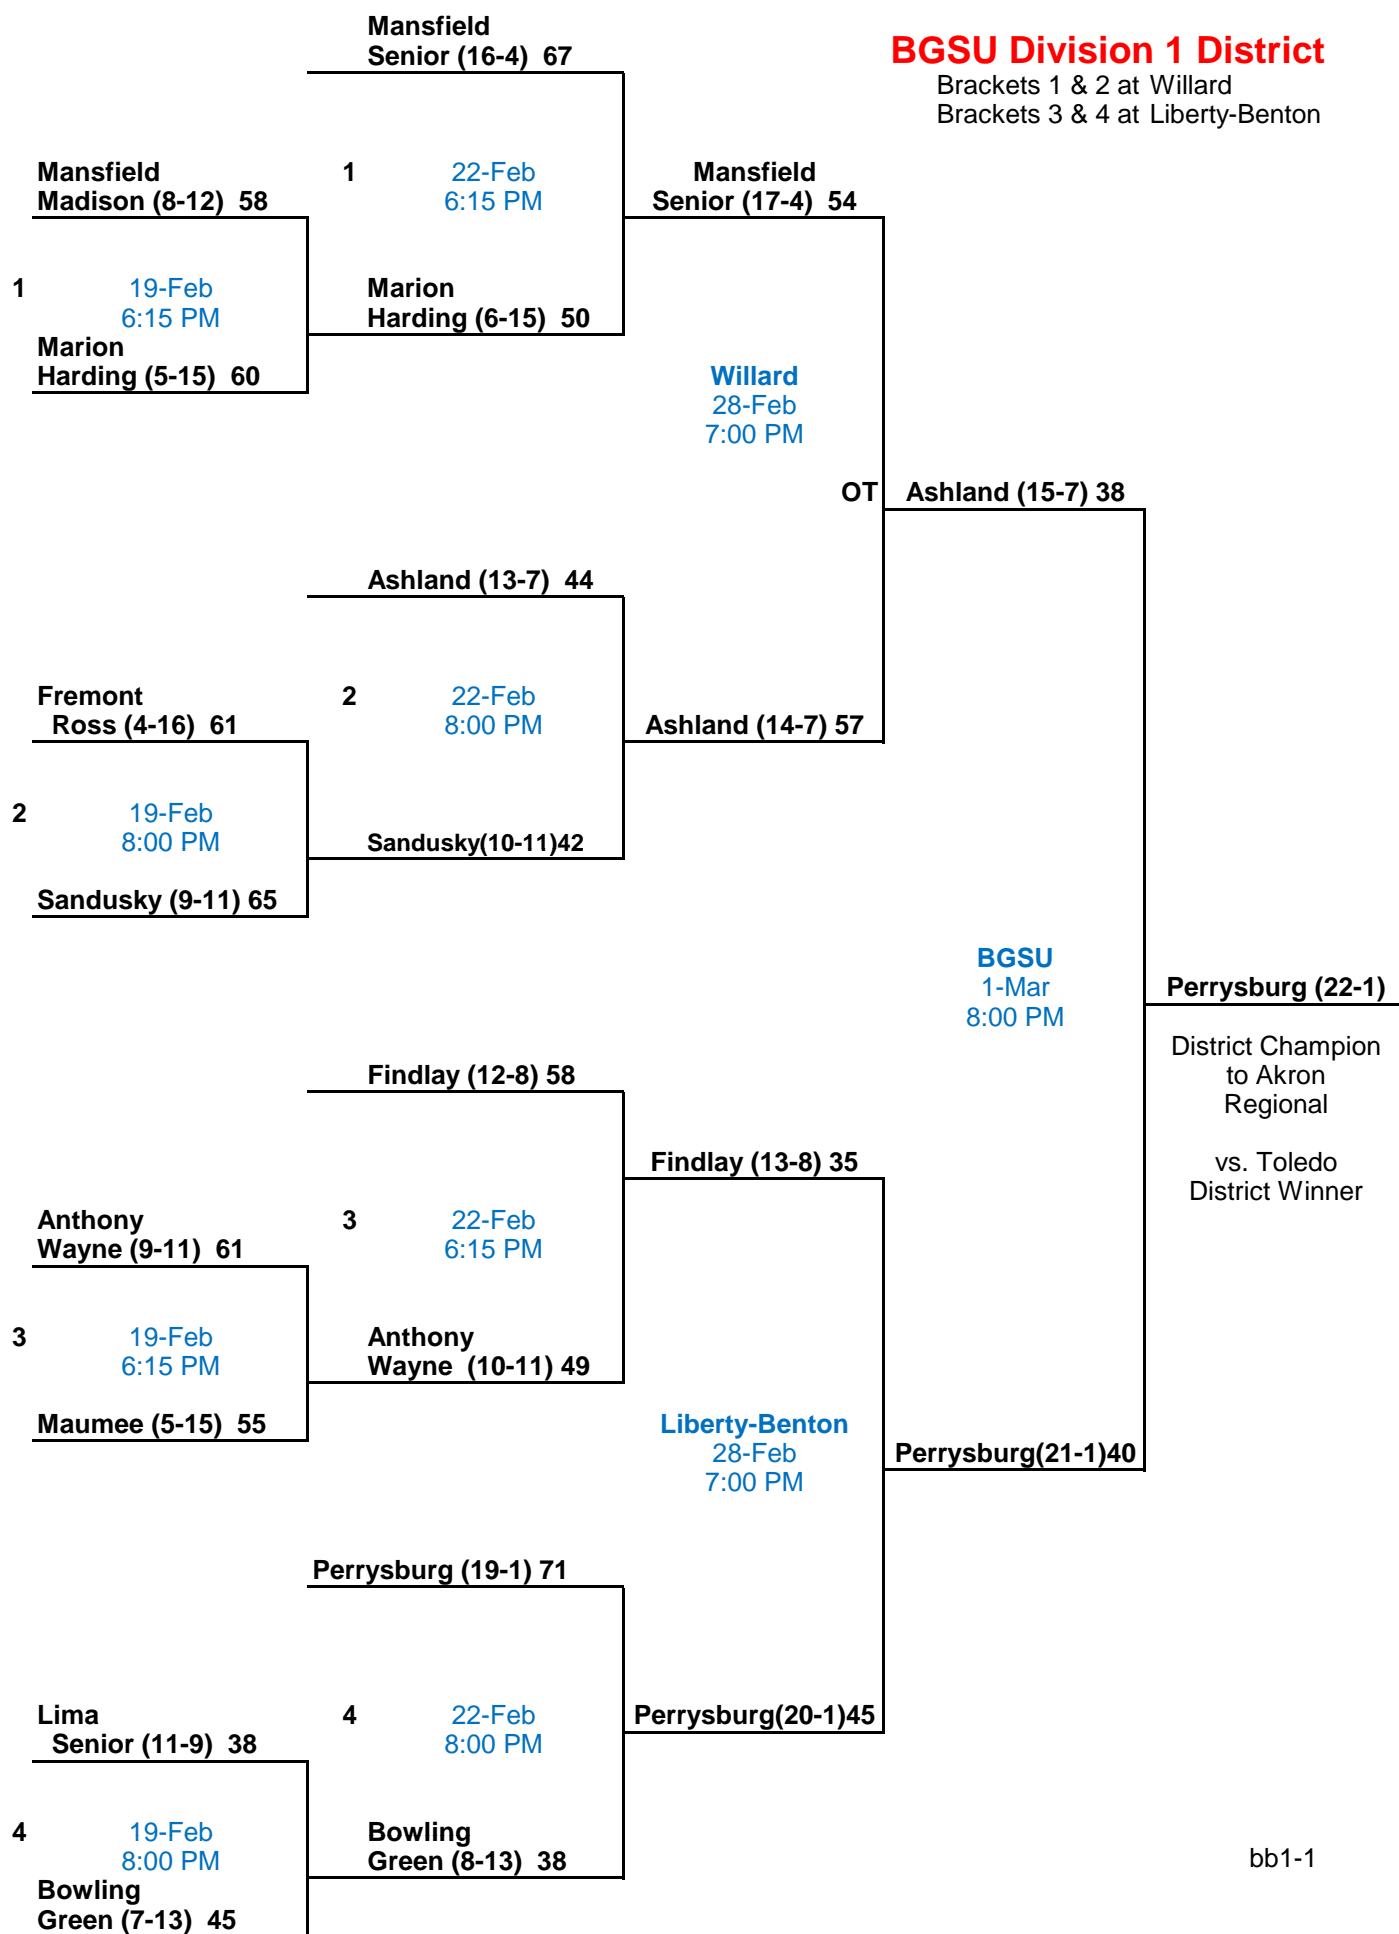 Mansfield
Senior (16-4) 67
BGSU Division 1 District
Brackets 1 & 2 at Willard
Brackets 3 & 4 at Liberty-Benton
Mansfield
Madison (8-12) 58
1
22-Feb
6:15 PM
Mansfield
Senior (17-4) 54
1
19-Feb
6:15 PM
Marion
Harding (6-15) 50
Marion
Harding (5-15) 60
Willard
28-Feb
7:00 PM
OT
Ashland (15-7) 38
Ashland (13-7) 44
Fremont
Ross (4-16) 61
2
22-Feb
8:00 PM
Ashland (14-7) 57
2
19-Feb
8:00 PM
Sandusky(10-11)42
Sandusky (9-11) 65
BGSU
1-Mar
8:00 PM
Perrysburg (22-1)
District Champion
to Akron
Regional
vs. Toledo
District Winner
Findlay (12-8) 58
Findlay (13-8) 35
Anthony
Wayne (9-11) 61
3
22-Feb
6:15 PM
3
19-Feb
6:15 PM
Anthony
Wayne (10-11) 49
Maumee (5-15) 55
Liberty-Benton
28-Feb
7:00 PM
Perrysburg(21-1)40
Perrysburg (19-1) 71
Lima
Senior (11-9) 38
4
22-Feb
8:00 PM
Perrysburg(20-1)45
4
19-Feb
8:00 PM
Bowling
Green (8-13) 38
Bowling
Green (7-13) 45
bb1-1